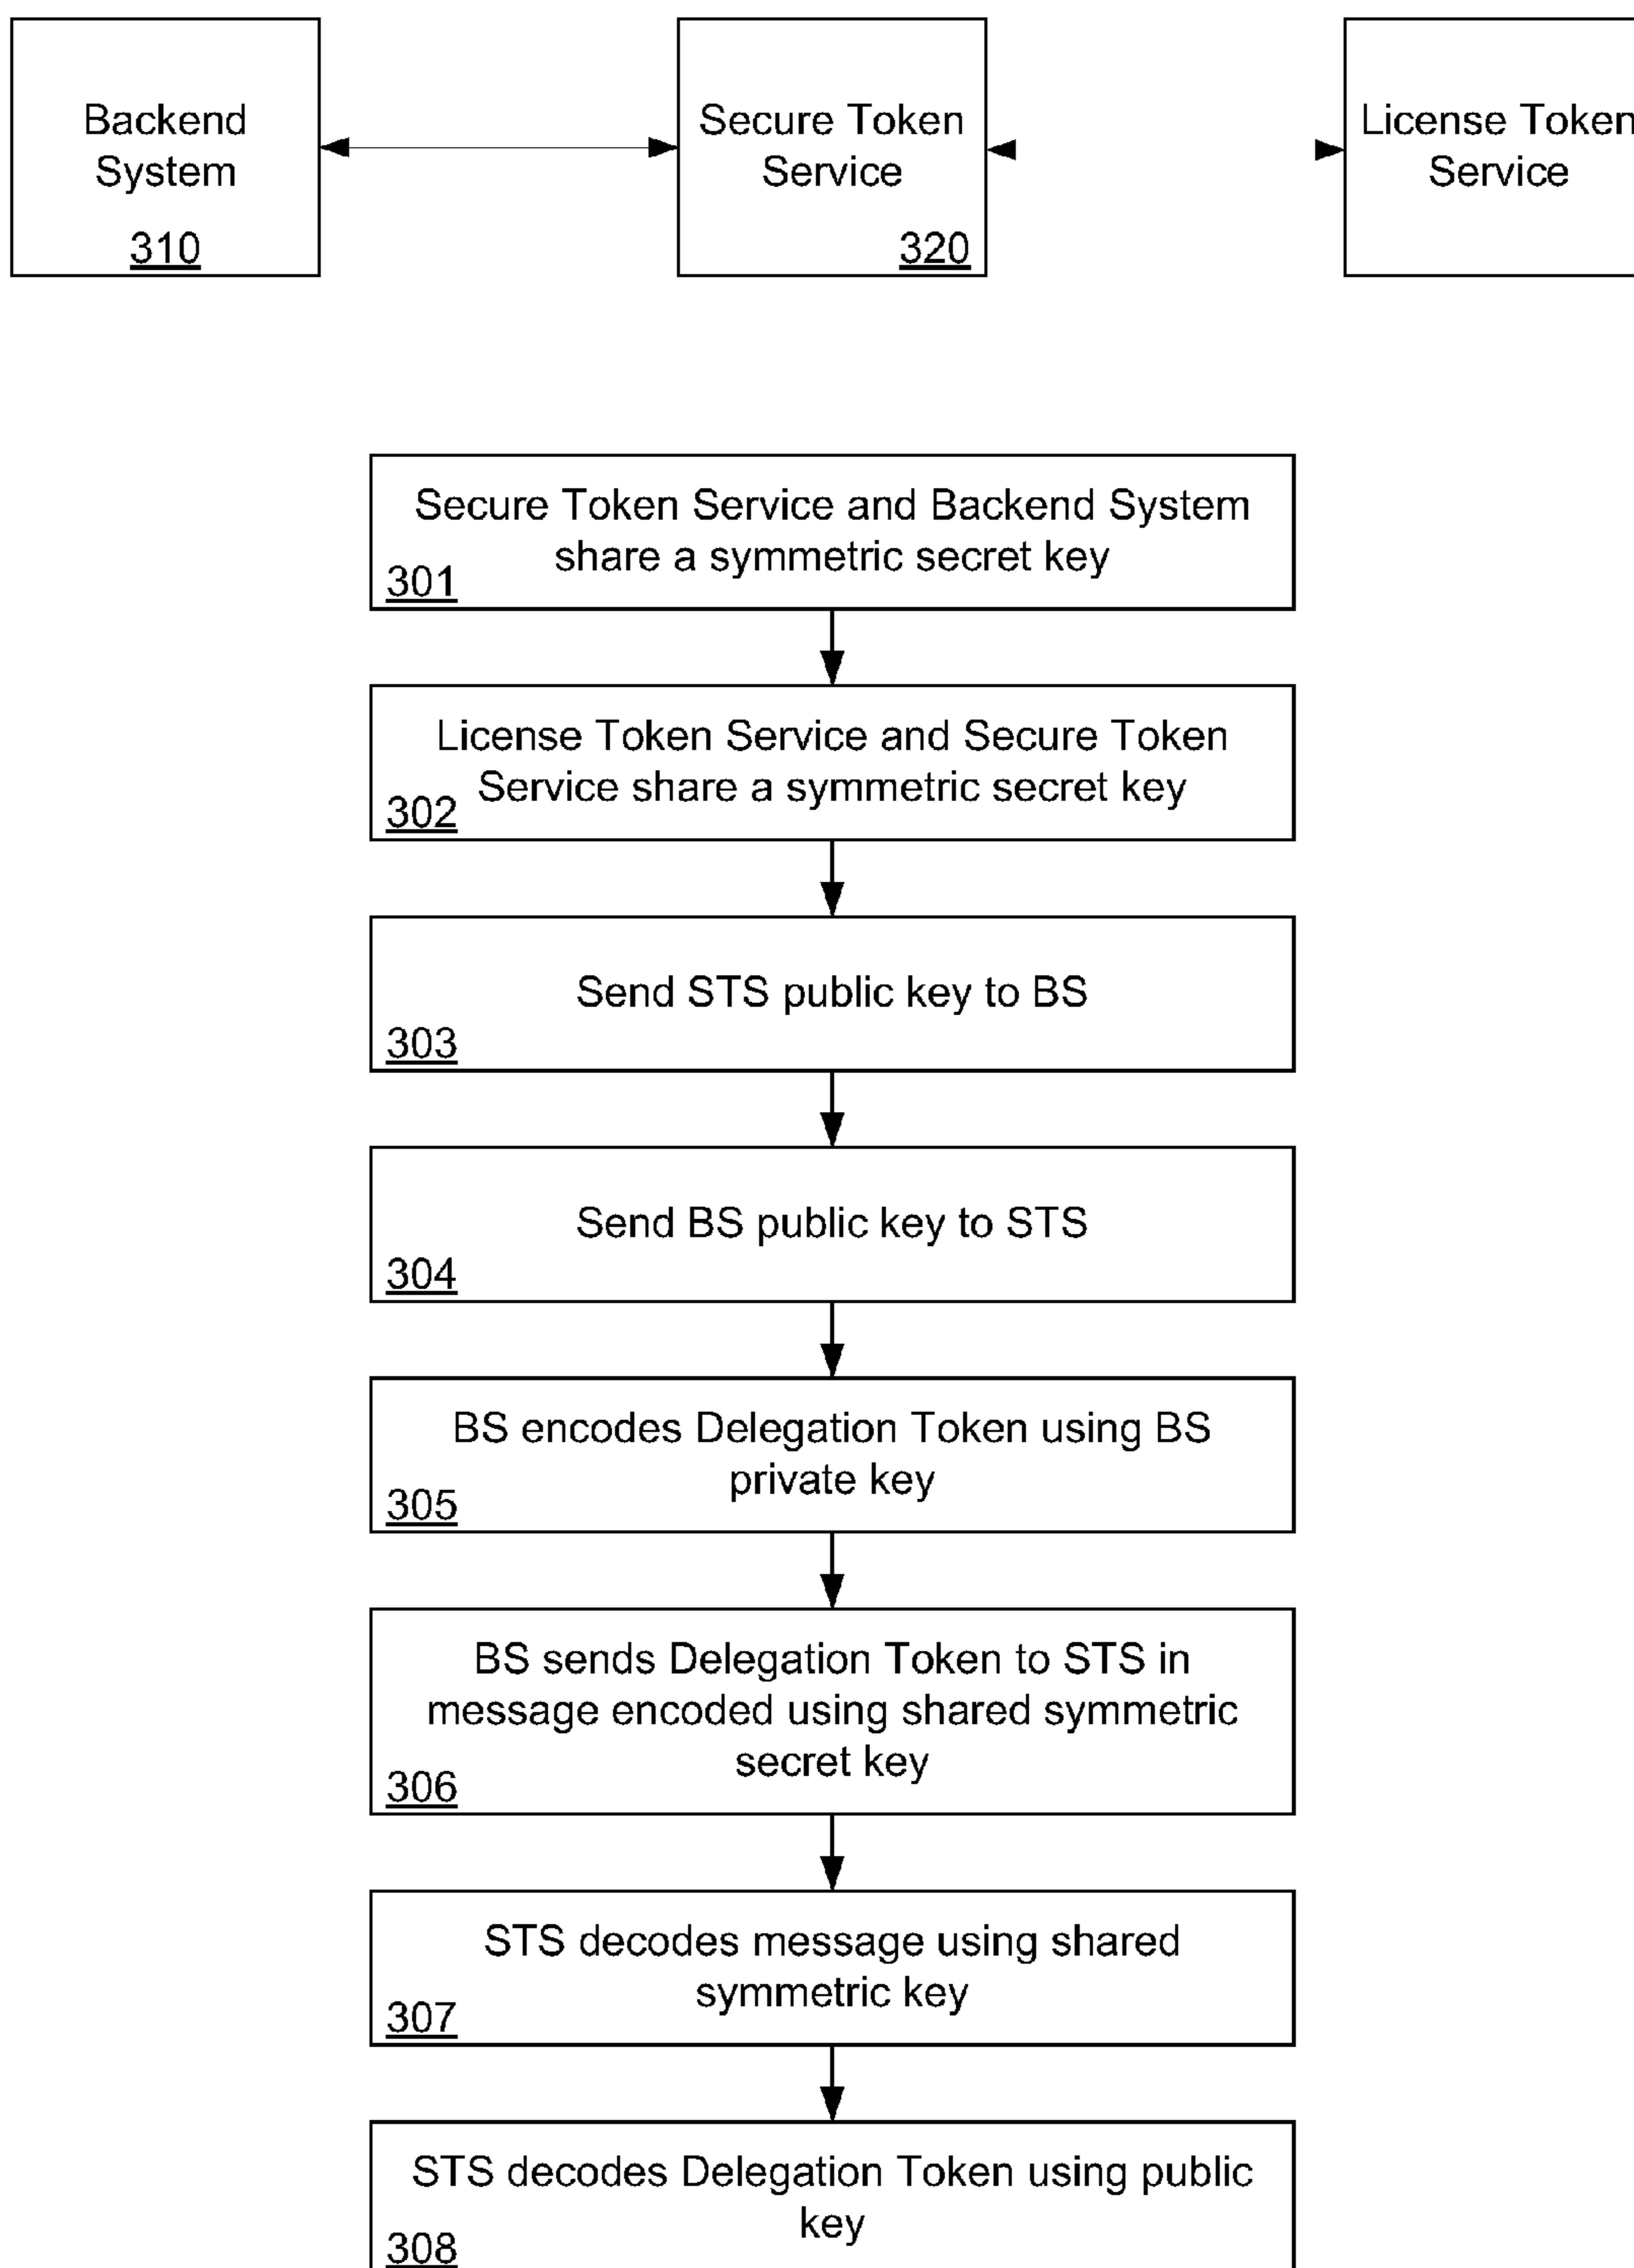 Backend
System
310
Secure Token
Service
320
License Token
Service
Secure Token Service and Backend System
share a symmetric secret key
301
License Token Service and Secure Token
Service share a symmetric secret key
302
Send STS public key to BS
303
Send BS public key to STS
304
BS encodes Delegation Token using BS
private key
305
BS sends Delegation Token to STS in
message encoded using shared symmetric
secret key
306
STS decodes message using shared
symmetric key
307
STS decodes Delegation Token using public
key
308